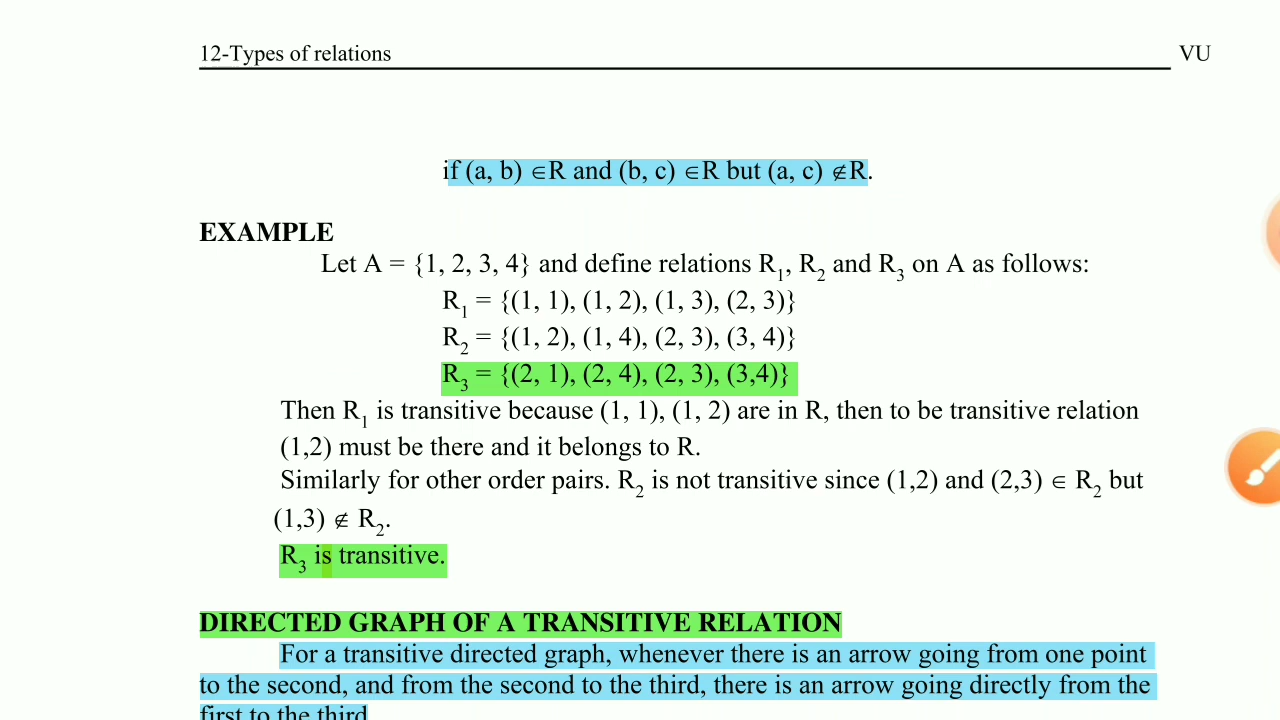 12-Types of relations VU
if (a, b) ∈R and (b, c) ∈R but (a, c) ∉R.
EXAMPLE
Let A = {1, 2, 3, 4} and define relations R₁, R₂ and R₃ on A as follows:
R₁ = {(1, 1), (1, 2), (1, 3), (2, 3)}
R₂ = {(1, 2), (1, 4), (2, 3), (3, 4)}
R₃ = {(2, 1), (2, 4), (2, 3), (3,4)}
Then R₁ is transitive because (1, 1), (1, 2) are in R, then to be transitive relation
(1,2) must be there and it belongs to R.
Similarly for other order pairs. R₂ is not transitive since (1,2) and (2,3) ∈ R₂ but
(1,3) ∉ R₂.
R₃ is transitive.
DIRECTED GRAPH OF A TRANSITIVE RELATION
For a transitive directed graph, whenever there is an arrow going from one point
to the second, and from the second to the third, there is an arrow going directly from the
first to the third